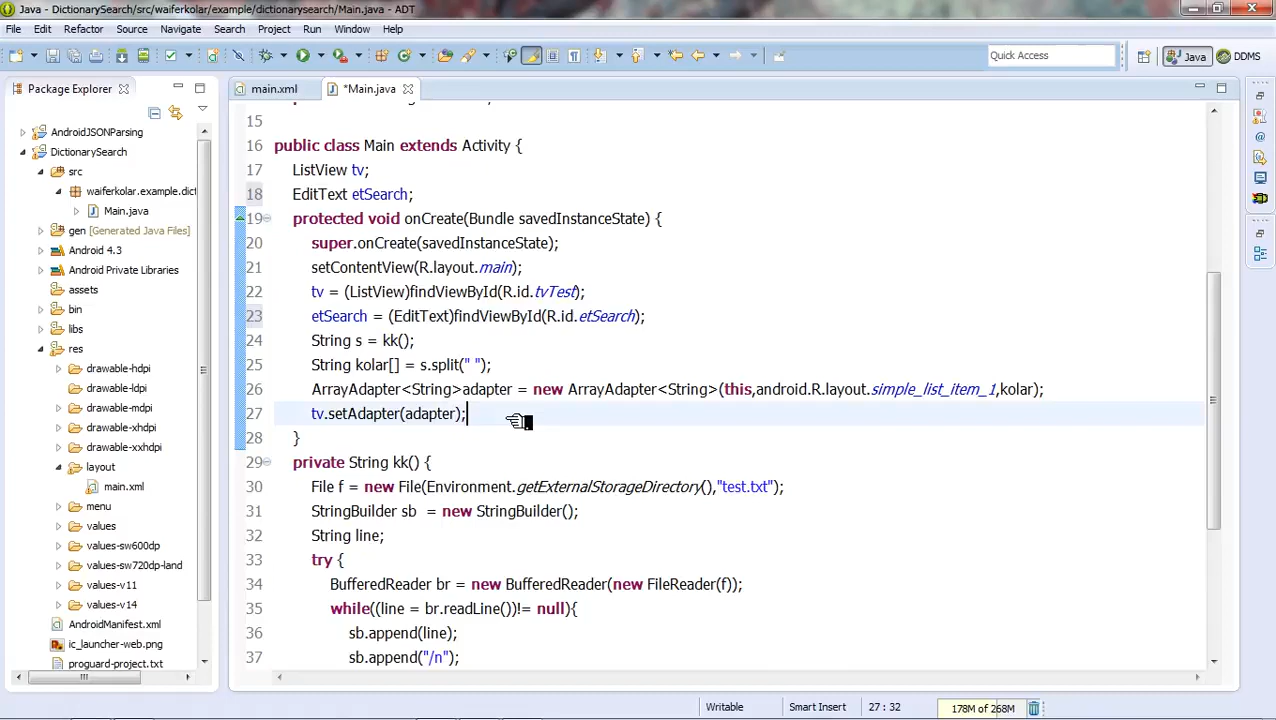 Java - DictionarySearch/src/waiferkolar/example/dictionarysearch/Main.java - ADT
File Edit Refactor Source Navigate Search Project Run Window Help
Quick Access
Java
DDMS
Package Explorer
main.xml
*Main.java
AndroidJSONParsing
DictionarySearch
src
waiferkolar.example.dict
Main.java
gen [Generated Java Files]
Android 4.3
Android Private Libraries
assets
bin
libs
res
drawable-hdpi
drawable-ldpi
drawable-mdpi
drawable-xhdpi
drawable-xxhdpi
layout
main.xml
menu
values
values-sw600dp
values-sw720dp-land
values-v11
values-v14
AndroidManifest.xml
ic_launcher-web.png
proguard-project.txt
15
16 public class Main extends Activity {
17 ListView tv;
18 EditText etSearch;
19 protected void onCreate(Bundle savedInstanceState) {
20 super.onCreate(savedInstanceState);
21 setContentView(R.layout.main);
22 tv = (ListView)findViewById(R.id.tvTest);
23 etSearch = (EditText)findViewById(R.id.etSearch);
24 String s = kk();
25 String kolar[] = s.split(" ");
26 ArrayAdapter<String>adapter = new ArrayAdapter<String>(this,android.R.layout.simple_list_item_1,kolar);
27 tv.setAdapter(adapter);
28 }
29 private String kk() {
30 File f = new File(Environment.getExternalStorageDirectory(),"test.txt");
31 StringBuilder sb = new StringBuilder();
32 String line;
33 try {
34 BufferedReader br = new BufferedReader(new FileReader(f));
35 while((line = br.readLine())!= null){
36 sb.append(line);
37 sb.append("/n");
Writable
Smart Insert
27 : 32
178M of 268M